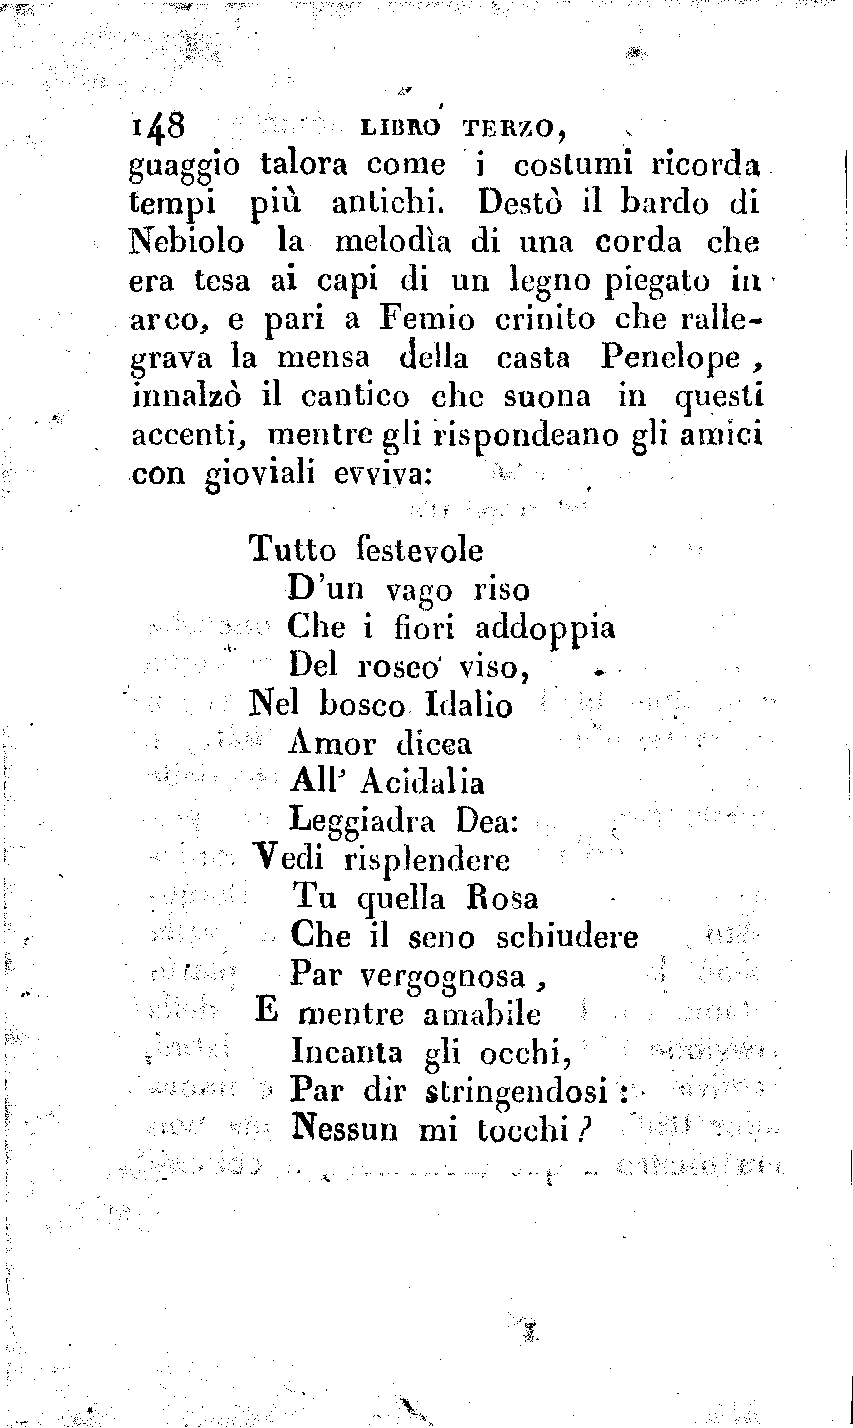 148 LIBRO TERZO,
guaggio talora come i costumi ricorda
tempi più antichi. Destò il bardo di
Nebiolo la melodìa di una corda che
era tesa ai capi di un legno piegato in
arco, e pari a Femio crinito che ralle-
grava la mensa della casta Penelope,
innalzò il cantico che suona in questi
accenti, mentre gli rispondeano gli amici
con gioviali evviva:
Tutto festevole
D'un vago riso
Che i fiori addoppia
Del roseo viso,
Nel bosco Idalio
Amor dicea
All' Acidalia
Leggiadra Dea:
Vedi risplendere
Tu quella Rosa
Che il seno schiudere
Par vergognosa,
E mentre amabile
Incanta gli occhi,
Par dir stringendosi:
Nessun mi tocchi?